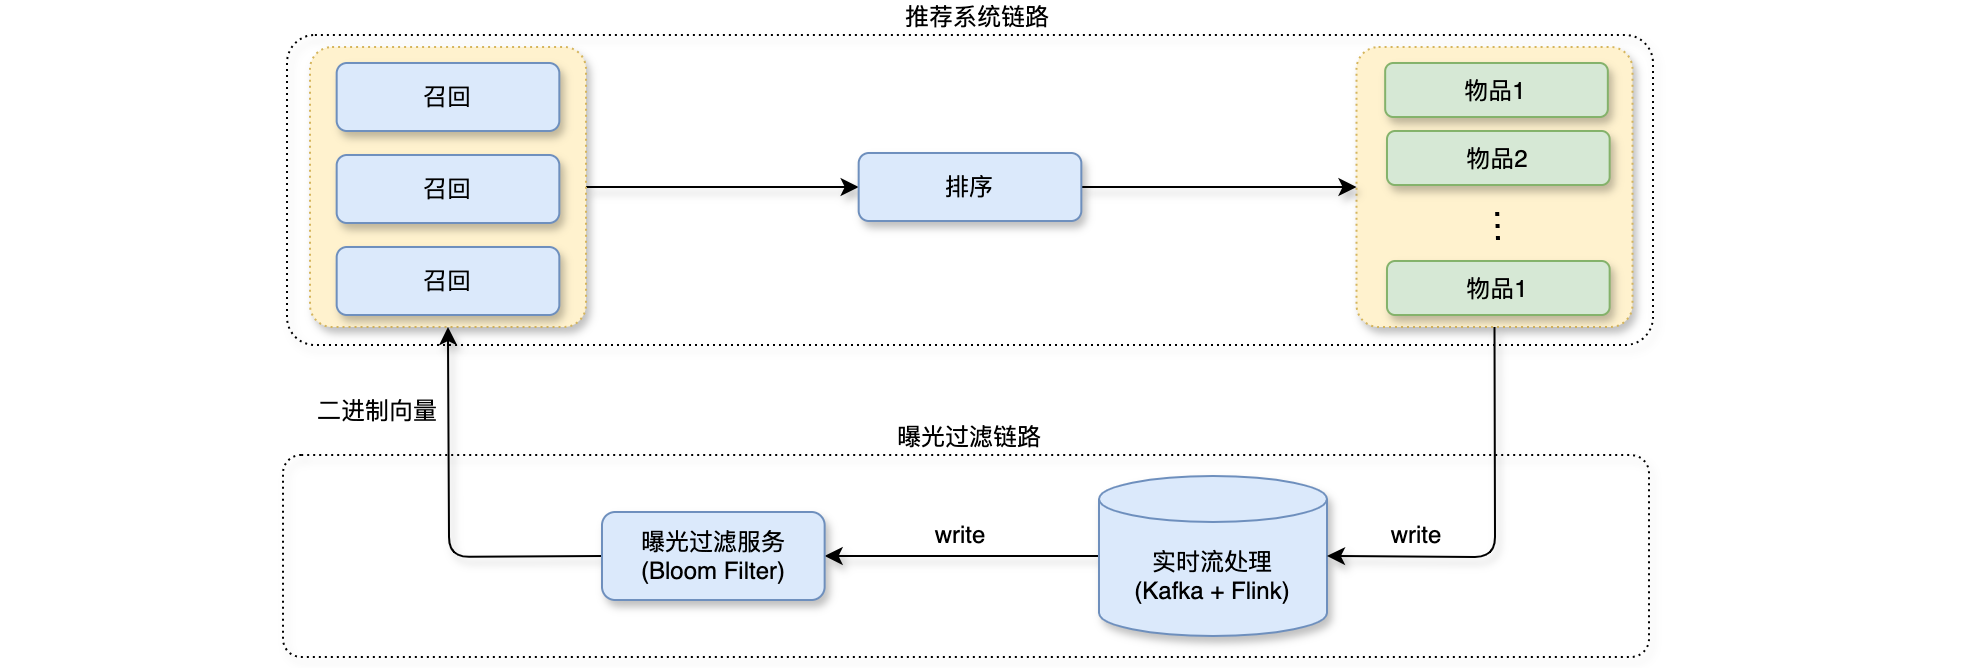 推荐系统链路
召回
召回
召回
排序
物品1
物品2
⋮
物品1
二进制向量
曝光过滤链路
曝光过滤服务
(Bloom Filter)
write
实时流处理
(Kafka + Flink)
write